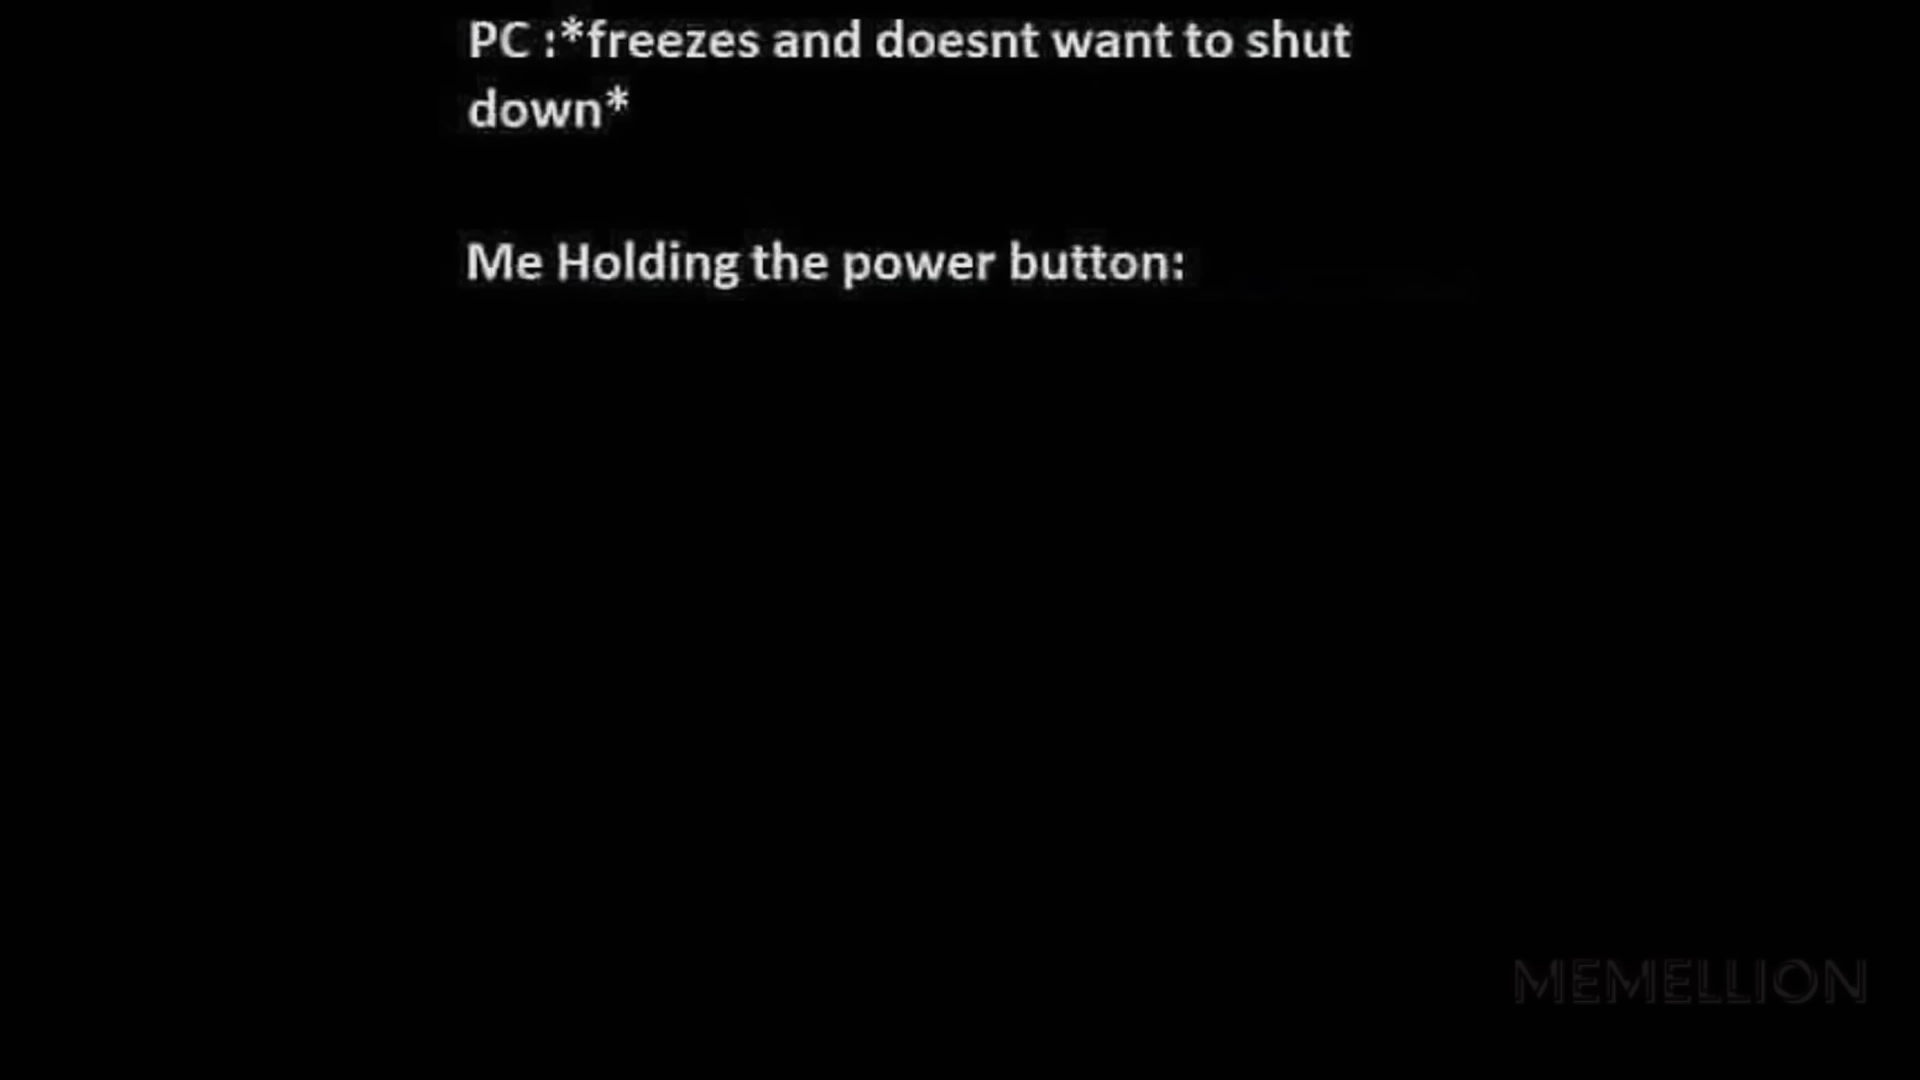 PC :*freezes and doesnt want to shut
down*
Me Holding the power button:
MEMELLION